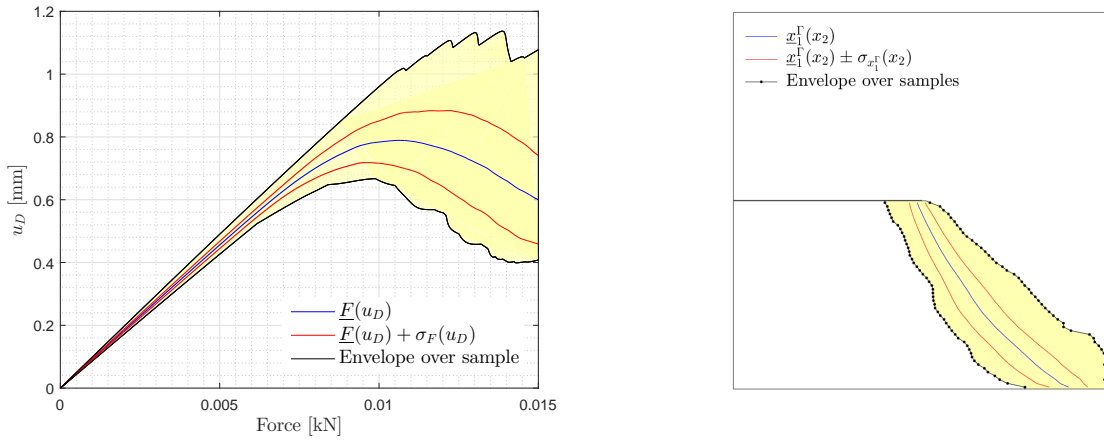 1.2
1
0.8
0.6
0.4
0.2
0
u_D [mm]
0
0.005
0.01
0.015
Force [kN]
F(u_D)
F(u_D) + σ_F(u_D)
Envelope over sample
x_1^Γ(x_2)
x_1^Γ(x_2) ± σ_{x_1^Γ}(x_2)
Envelope over samples